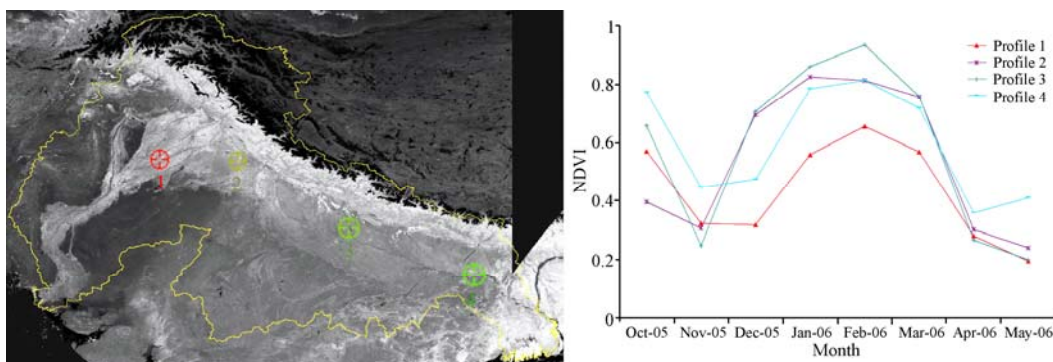 1
2
3
1
0.8
0.6
0.4
0.2
0
NDVI
Profile 1
Profile 2
Profile 3
Profile 4
Oct-05 Nov-05 Dec-05 Jan-06 Feb-06 Mar-06 Apr-06 May-06
Month